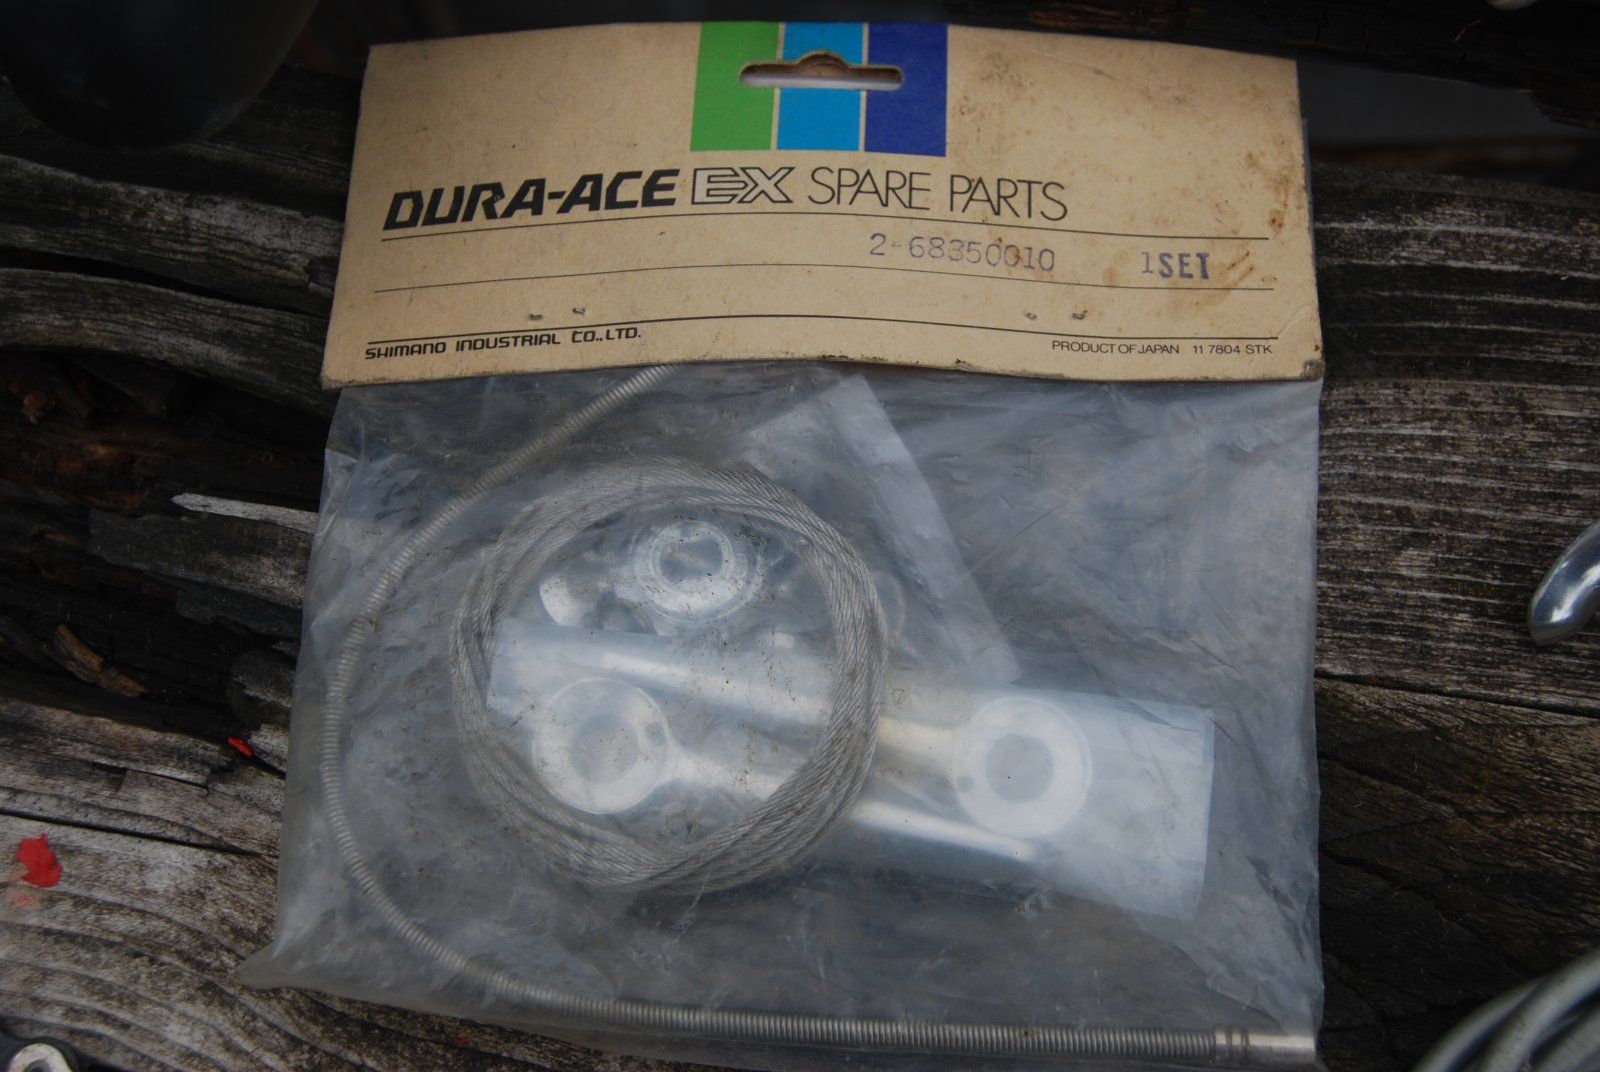 DURA-ACE EX SPARE PARTS
2-68350010 1SET
SHIMANO INDUSTRIAL CO.,LTD. PRODUCT OF JAPAN 11 7804 STK